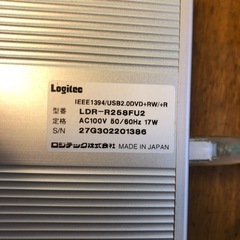 Logitec
IEEE1394/USB2.0DVD+RW/+R
型番 LDR-R258FU2
定格 AC100V 50/60Hz 17W
S/N 27G302201386
ロジテック株式会社 MADE IN JAPAN